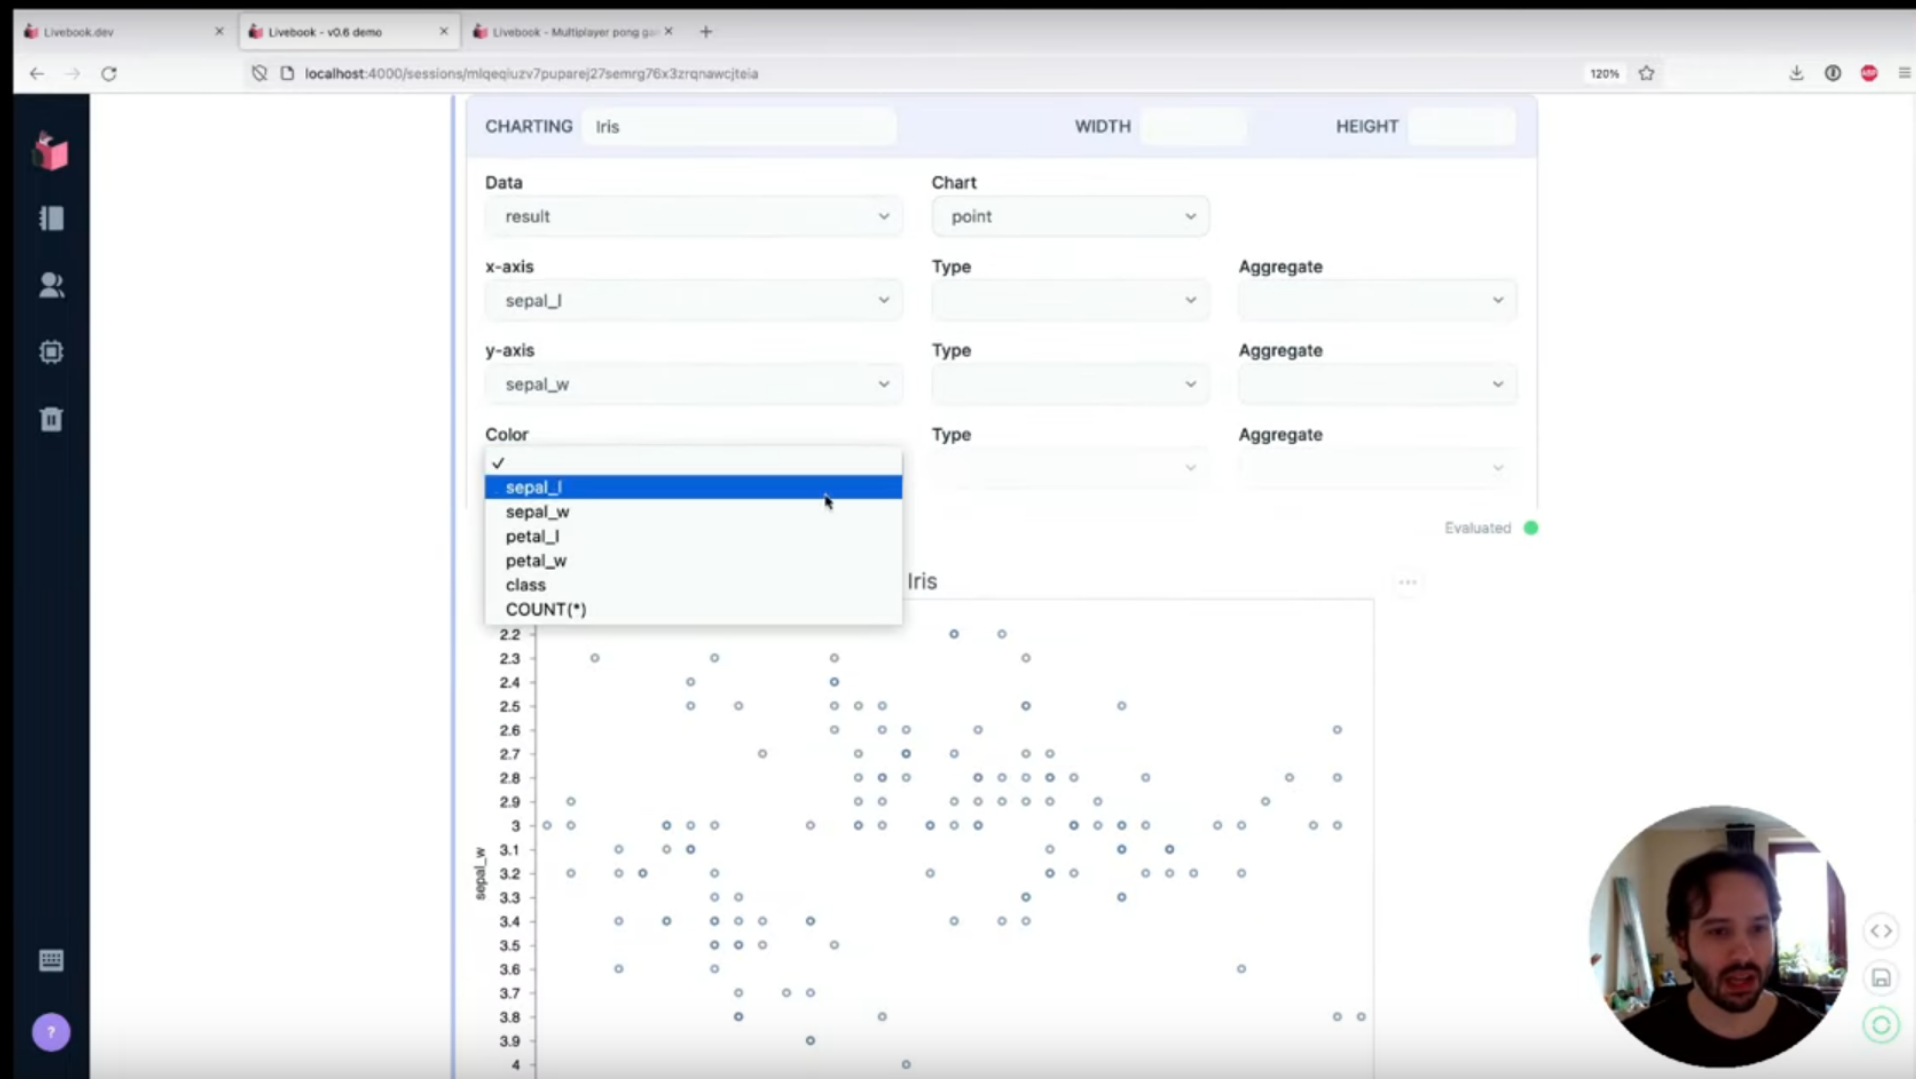 Livebook.dev
Livebook - v0.6 demo
Livebook - Multiplayer pong ga
localhost:4000/sessions/mlqeqiuzv7puparej27semrg76x3zrqnawcjteia
120%
ABP
CHARTING Iris WIDTH HEIGHT
Data Chart
result point
x-axis Type Aggregate
sepal_l
y-axis Type Aggregate
sepal_w
Color Type Aggregate
sepal_l
sepal_w
petal_l
petal_w
class
COUNT(*)
Evaluated
Iris
2.2
2.3
2.4
2.5
2.6
2.7
2.8
2.9
3
3.1
3.2
3.3
3.4
3.5
3.6
3.7
3.8
3.9
4
sepal_w
?